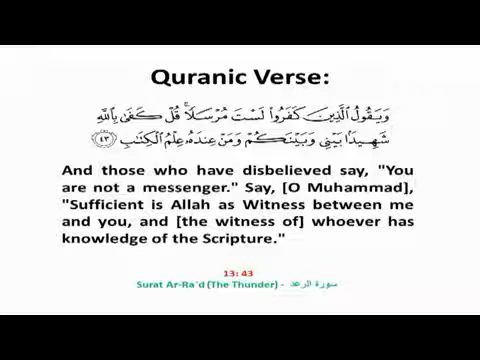 Quranic Verse:
وَيَقُولُ ٱلَّذِينَ كَفَرُوا۟ لَسْتَ مُرْسَلًا ۚ قُلْ كَفَىٰ بِٱللَّهِ
شَهِيدًۢا بَيْنِى وَبَيْنَكُمْ وَمَنْ عِندَهُۥ عِلْمُ ٱلْكِتَٰبِ ﴿٤٣﴾
And those who have disbelieved say, "You
are not a messenger." Say, [O Muhammad],
"Sufficient is Allah as Witness between me
and you, and [the witness of] whoever has
knowledge of the Scripture."
13: 43
Surat Ar-Ra`d (The Thunder) - سورة الرعد